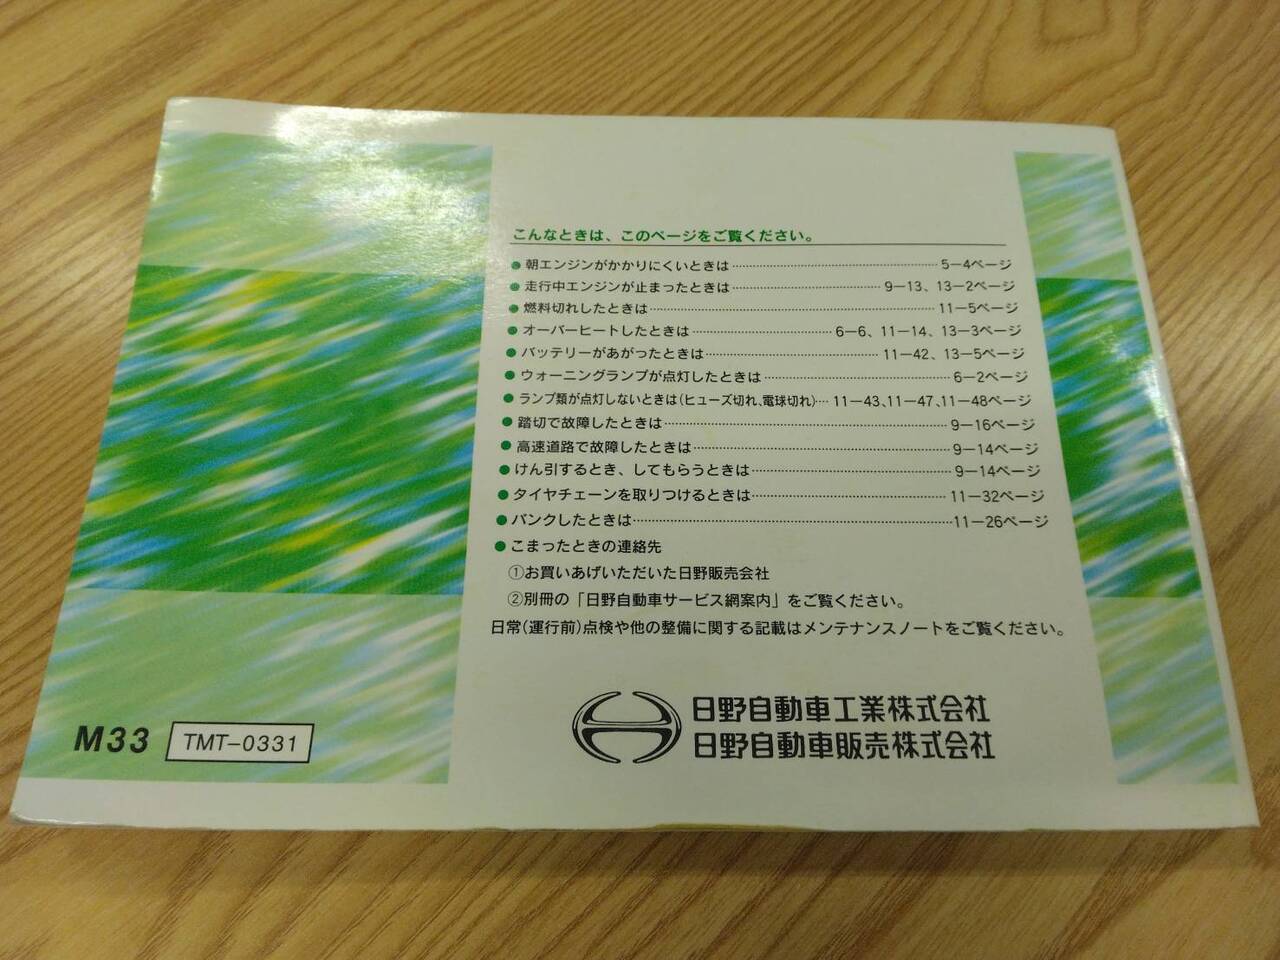 こんなときは、このページをご覧ください。
●朝エンジンがかかりにくいときは…………5−4ページ
●走行中エンジンが止まったときは…………9−13、13−2ページ
●燃料切れしたときは…………11−5ページ
●オーバーヒートしたときは…………6−6、11−14、13−3ページ
●バッテリーがあがったときは…………11−42、13−5ページ
●ウォーニングランプが点灯したときは…………6−2ページ
●ランプ類が点灯しないときは(ヒューズ切れ、電球切れ)…11−43、11−47、11−48ページ
●踏切で故障したときは…………9−16ページ
●高速道路で故障したときは…………9−14ページ
●けん引するとき、してもらうときは…………9−14ページ
●タイヤチェーンを取りつけるときは…………11−32ページ
●パンクしたときは…………11−26ページ
●こまったときの連絡先
①お買いあげいただいた日野販売会社
②別冊の「日野自動車サービス網案内」をご覧ください。
日常(運行前)点検や他の整備に関する記載はメンテナンスノートをご覧ください。
日野自動車工業株式会社
日野自動車販売株式会社
M33 TMT−0331